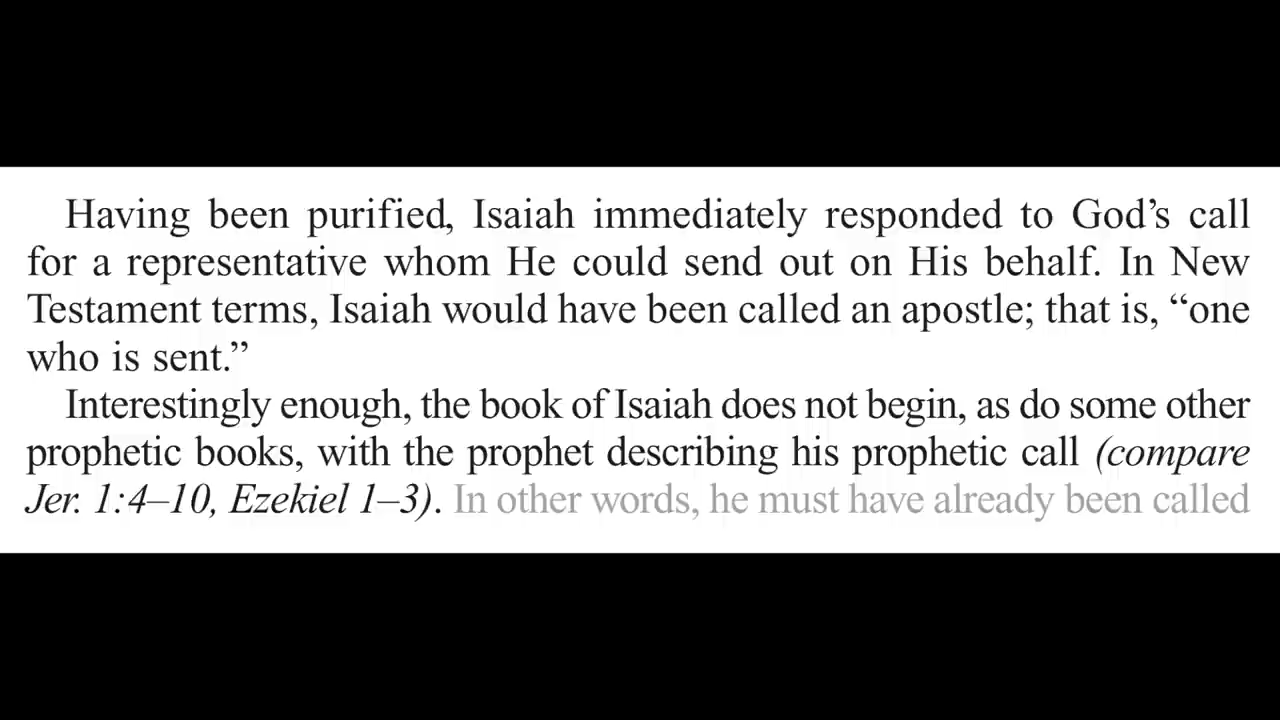 Having been purified, Isaiah immediately responded to God’s call
for a representative whom He could send out on His behalf. In New
Testament terms, Isaiah would have been called an apostle; that is, “one
who is sent.”
Interestingly enough, the book of Isaiah does not begin, as do some other
prophetic books, with the prophet describing his prophetic call (compare
Jer. 1:4–10, Ezekiel 1–3). In other words, he must have already been called